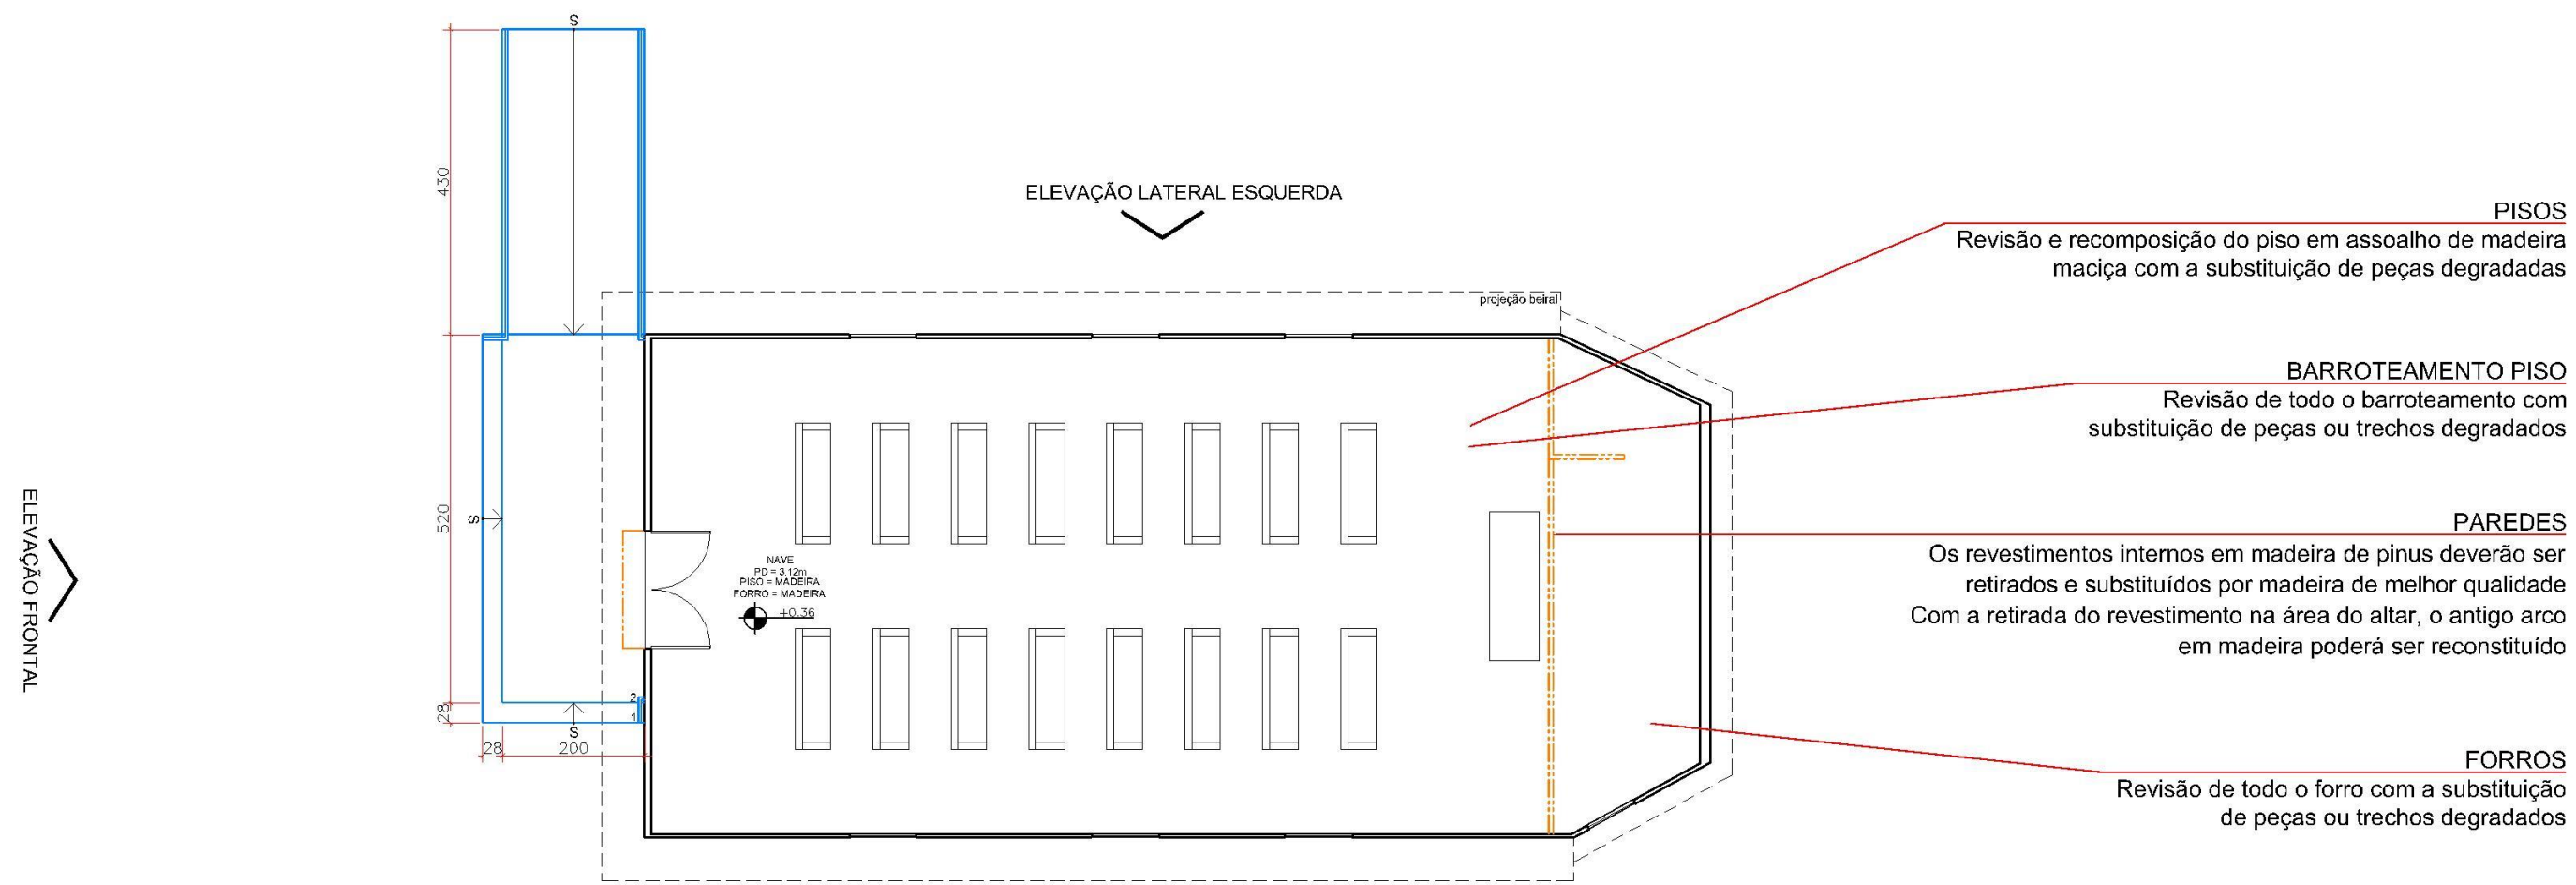 S
430
ELEVAÇÃO LATERAL ESQUERDA
PISOS
Revisão e recomposição do piso em assoalho de madeira
maciça com a substituição de peças degradadas
projeção beiral
BARROTEAMENTO PISO
Revisão de todo o barroteamento com
substituição de peças ou trechos degradados
ELEVAÇÃO FRONTAL
520
S
PAREDES
Os revestimentos internos em madeira de pinus deverão ser
retirados e substituídos por madeira de melhor qualidade
Com a retirada do revestimento na área do altar, o antigo arco
em madeira poderá ser reconstituído
NAVE
PD = 3.12m
PISO = MADEIRA
FORRO = MADEIRA
+0.36
2
1
28
S
28
200
FORROS
Revisão de todo o forro com a substituição
de peças ou trechos degradados